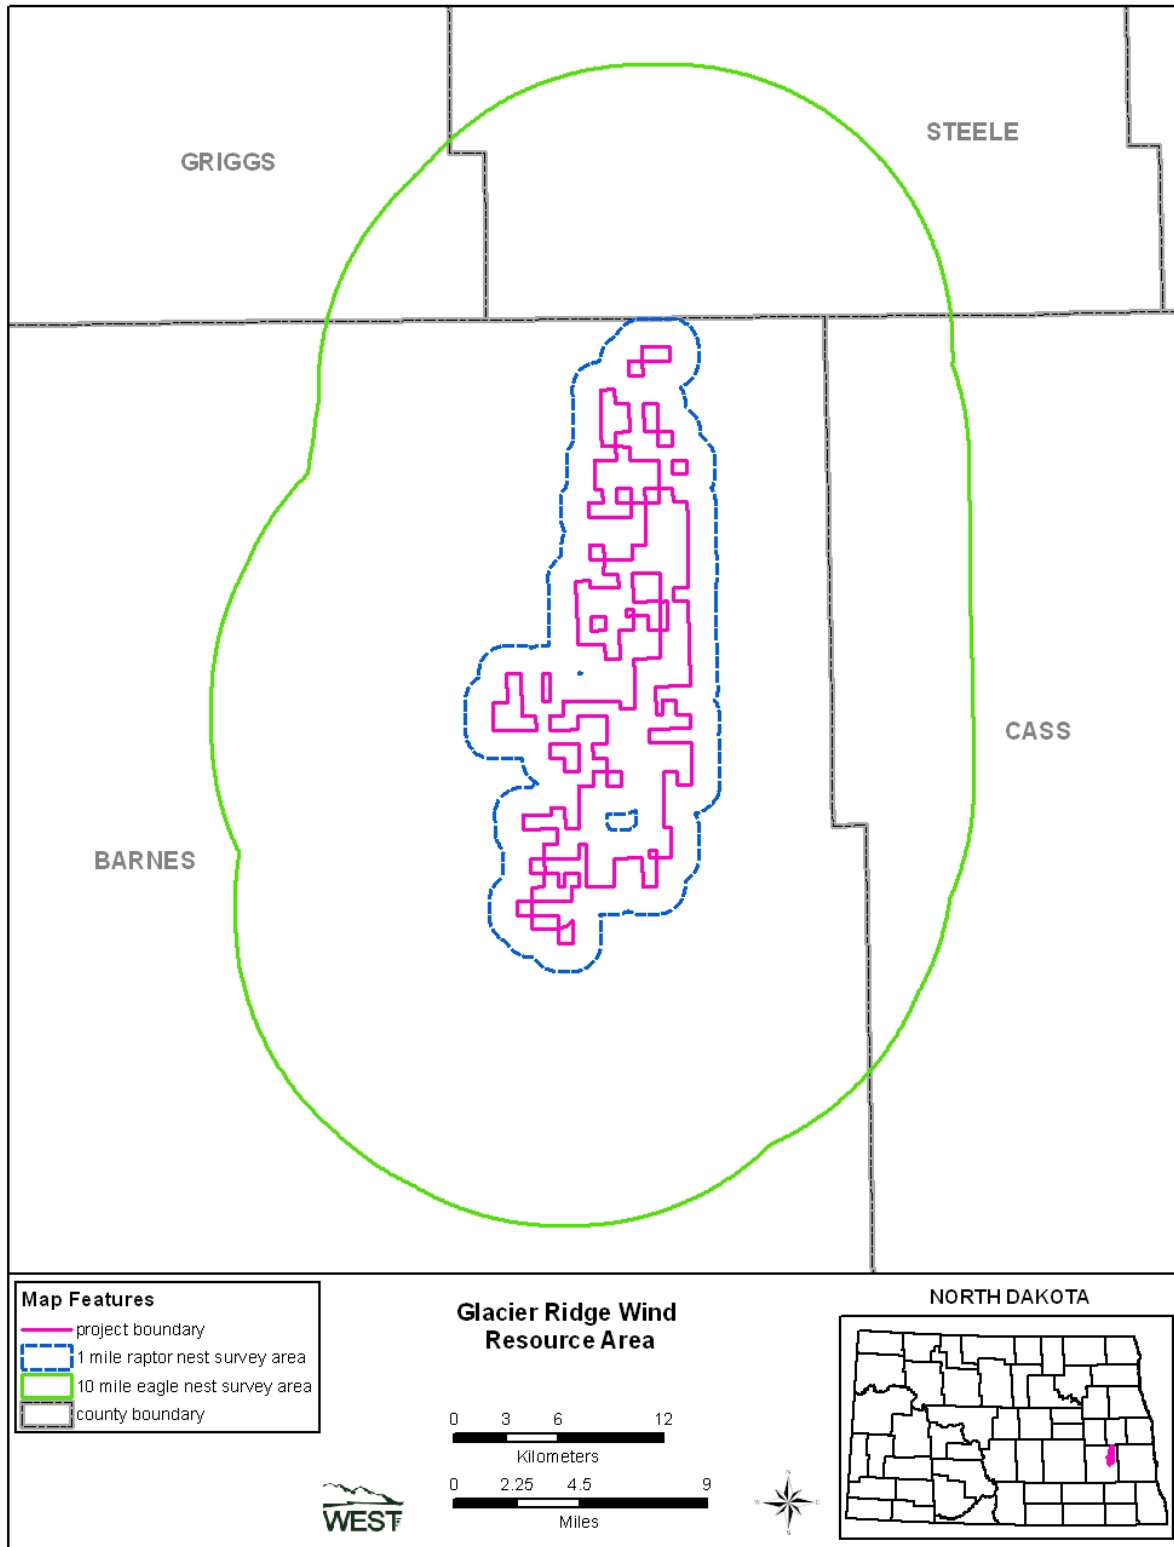 STEELE
GRIGGS
CASS
BARNES
Map Features
project boundary
1 mile raptor nest survey area
10 mile eagle nest survey area
county boundary
Glacier Ridge Wind
Resource Area
0 3 6 12
Kilometers
0 2.25 4.5 9
Miles
WEST
N
W E
S
NORTH DAKOTA